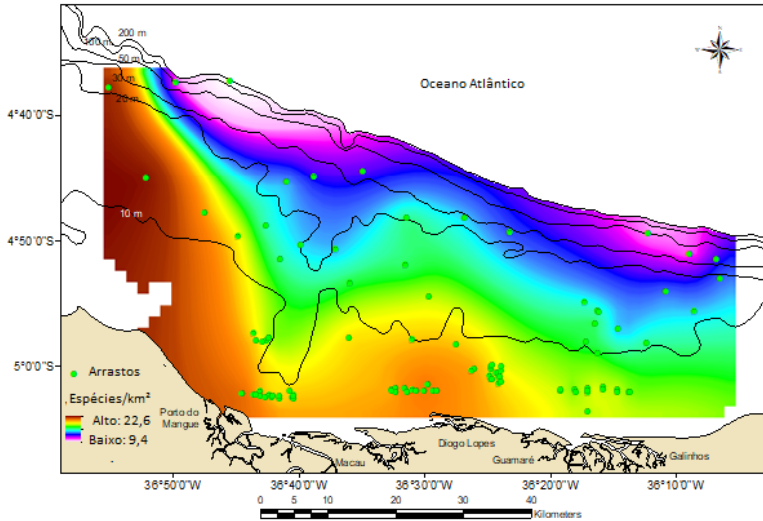 200 m
100 m
50 m
30 m
20 m
10 m
Oceano Atlântico
4°40'0"S
4°50'0"S
5°0'0"S
Arrastos
Espécies/km²
Alto: 22,6
Baixo: 9,4
Porto do
Mangue
Macau
Diogo Lopes
Guamaré
Galinhos
36°50'0"W
36°40'0"W
36°30'0"W
36°20'0"W
36°10'0"W
0 5 10 20 30 40
Kilometers